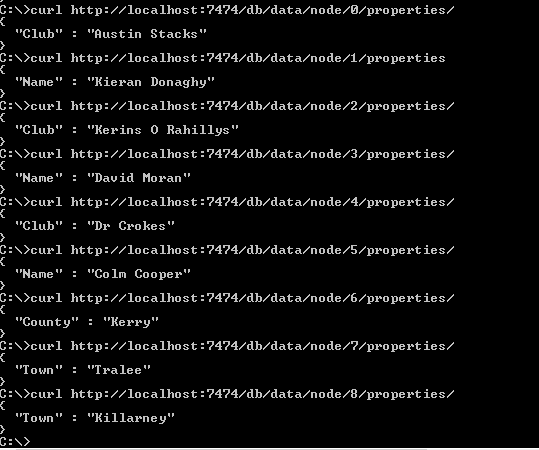 C:\>curl http://localhost:7474/db/data/node/0/properties/
{
  "Club" : "Austin Stacks"
}
C:\>curl http://localhost:7474/db/data/node/1/properties
{
  "Name" : "Kieran Donaghy"
}
C:\>curl http://localhost:7474/db/data/node/2/properties/
{
  "Club" : "Kerins O Rahillys"
}
C:\>curl http://localhost:7474/db/data/node/3/properties/
{
  "Name" : "David Moran"
}
C:\>curl http://localhost:7474/db/data/node/4/properties/
{
  "Club" : "Dr Crokes"
}
C:\>curl http://localhost:7474/db/data/node/5/properties/
{
  "Name" : "Colm Cooper"
}
C:\>curl http://localhost:7474/db/data/node/6/properties/
{
  "County" : "Kerry"
}
C:\>curl http://localhost:7474/db/data/node/7/properties/
{
  "Town" : "Tralee"
}
C:\>curl http://localhost:7474/db/data/node/8/properties/
{
  "Town" : "Killarney"
}
C:\>